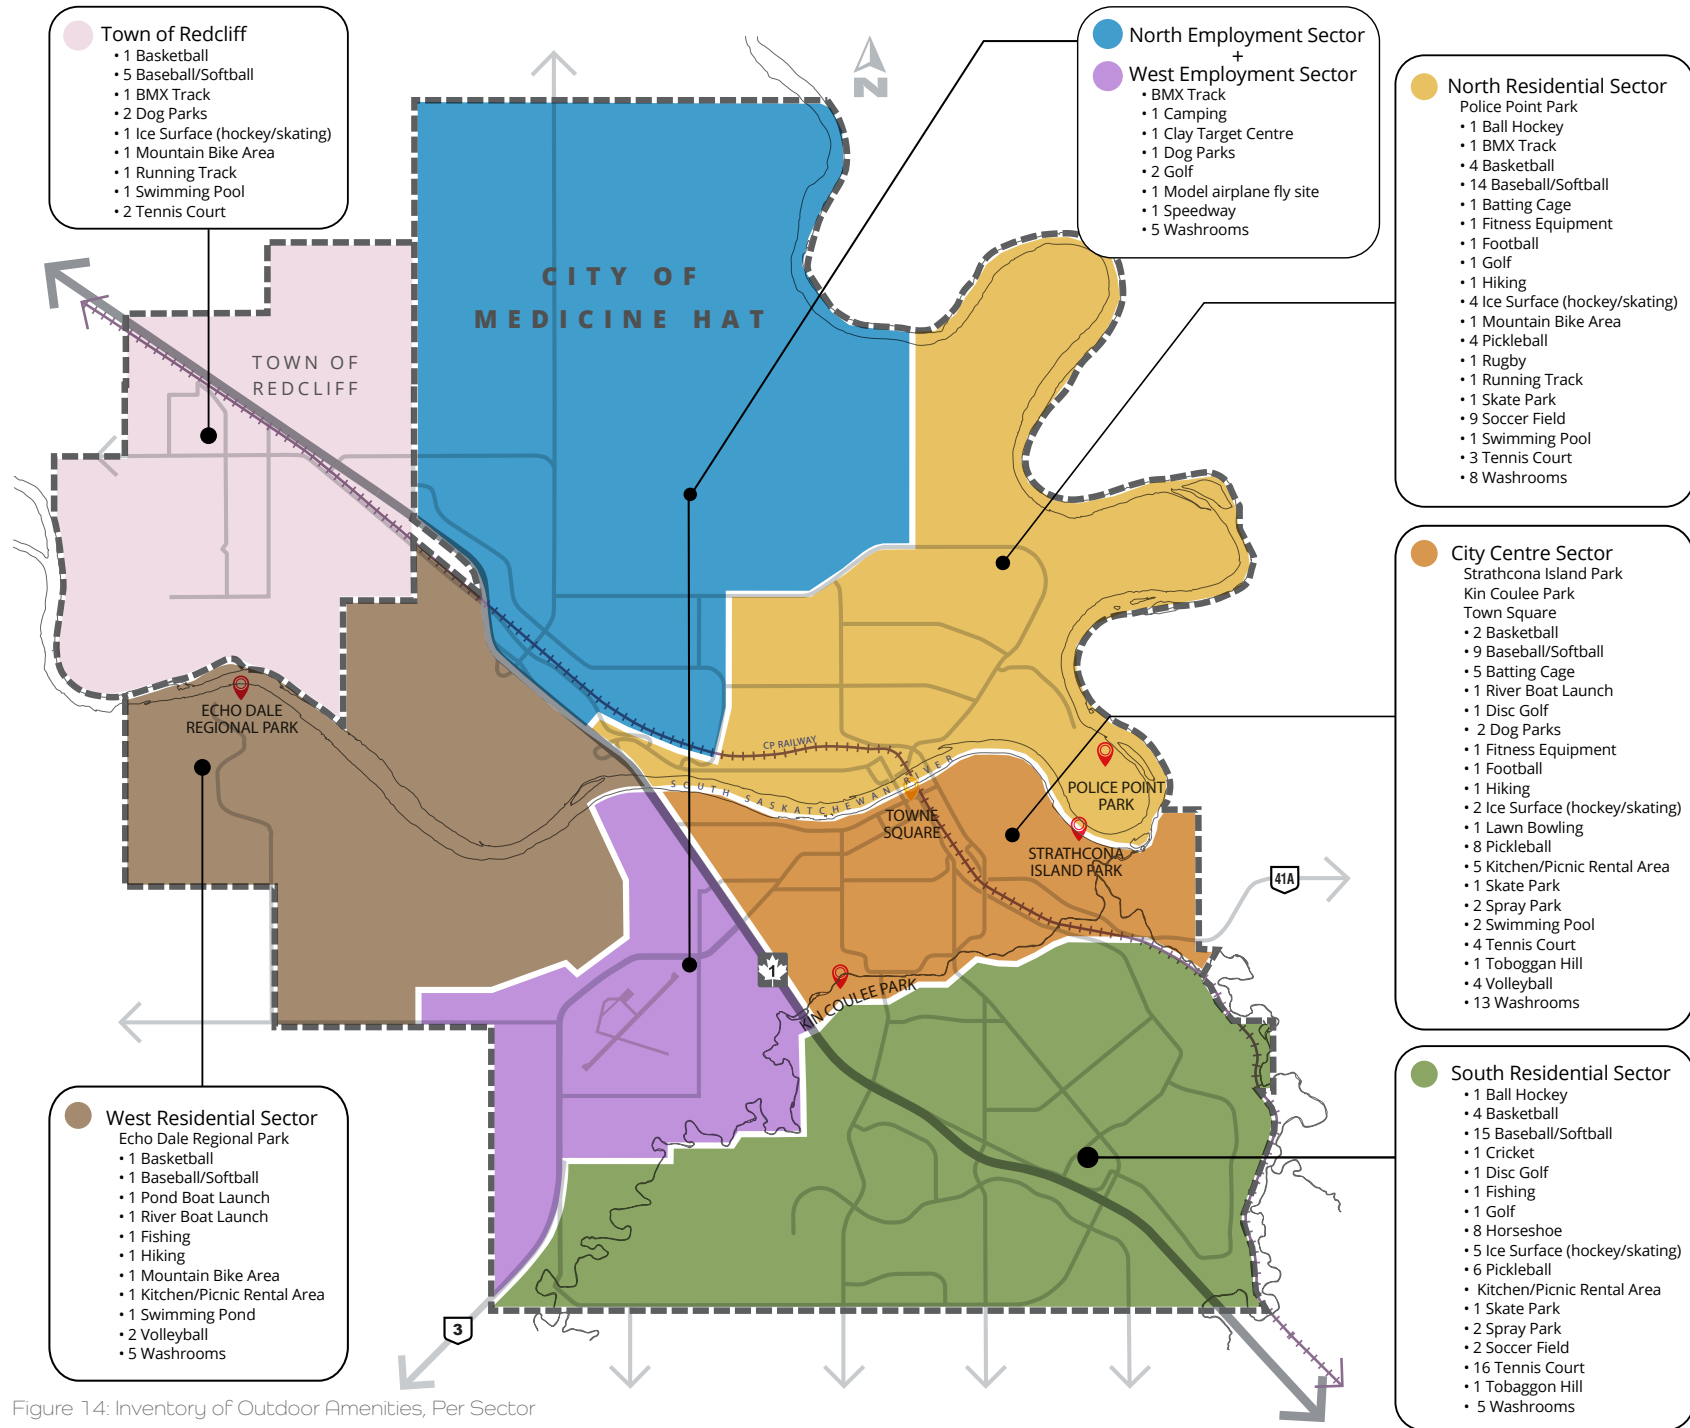 Town of Redcliff
• 1 Basketball
• 5 Baseball/Softball
• 1 BMX Track
• 2 Dog Parks
• 1 Ice Surface (hockey/skating)
• 1 Mountain Bike Area
• 1 Running Track
• 1 Swimming Pool
• 2 Tennis Court
North Employment Sector
+
West Employment Sector
• BMX Track
• 1 Camping
• 1 Clay Target Centre
• 1 Dog Parks
• 2 Golf
• 1 Model airplane fly site
• 1 Speedway
• 5 Washrooms
North Residential Sector
Police Point Park
• 1 Ball Hockey
• 1 BMX Track
• 4 Basketball
• 14 Baseball/Softball
• 1 Batting Cage
• 1 Fitness Equipment
• 1 Football
• 1 Golf
• 1 Hiking
• 4 Ice Surface (hockey/skating)
• 1 Mountain Bike Area
• 4 Pickleball
• 1 Rugby
• 1 Running Track
• 1 Skate Park
• 9 Soccer Field
• 1 Swimming Pool
• 3 Tennis Court
• 8 Washrooms
City Centre Sector
Strathcona Island Park
Kin Coulee Park
Town Square
• 2 Basketball
• 9 Baseball/Softball
• 5 Batting Cage
• 1 River Boat Launch
• 1 Disc Golf
• 2 Dog Parks
• 1 Fitness Equipment
• 1 Football
• 1 Hiking
• 2 Ice Surface (hockey/skating)
• 1 Lawn Bowling
• 8 Pickleball
• 5 Kitchen/Picnic Rental Area
• 1 Skate Park
• 2 Spray Park
• 2 Swimming Pool
• 4 Tennis Court
• 1 Toboggan Hill
• 4 Volleyball
• 13 Washrooms
South Residential Sector
• 1 Ball Hockey
• 4 Basketball
• 15 Baseball/Softball
• 1 Cricket
• 1 Disc Golf
• 1 Fishing
• 1 Golf
• 8 Horseshoe
• 5 Ice Surface (hockey/skating)
• 6 Pickleball
• Kitchen/Picnic Rental Area
• 1 Skate Park
• 2 Spray Park
• 2 Soccer Field
• 16 Tennis Court
• 1 Tobaggon Hill
• 5 Washrooms
West Residential Sector
Echo Dale Regional Park
• 1 Basketball
• 1 Baseball/Softball
• 1 Pond Boat Launch
• 1 River Boat Launch
• 1 Fishing
• 1 Hiking
• 1 Mountain Bike Area
• 1 Kitchen/Picnic Rental Area
• 1 Swimming Pond
• 2 Volleyball
• 5 Washrooms
N
CITY OF
MEDICINE HAT
TOWN OF
REDCLIFF
ECHO DALE
REGIONAL PARK
CP RAILWAY
SOUTH SASKATCHEWAN RIVER
TOWNE
SQUARE
POLICE POINT
PARK
STRATHCONA
ISLAND PARK
KIN COULEE PARK
41A
1
3
Figure 14: Inventory of Outdoor Amenities, Per Sector